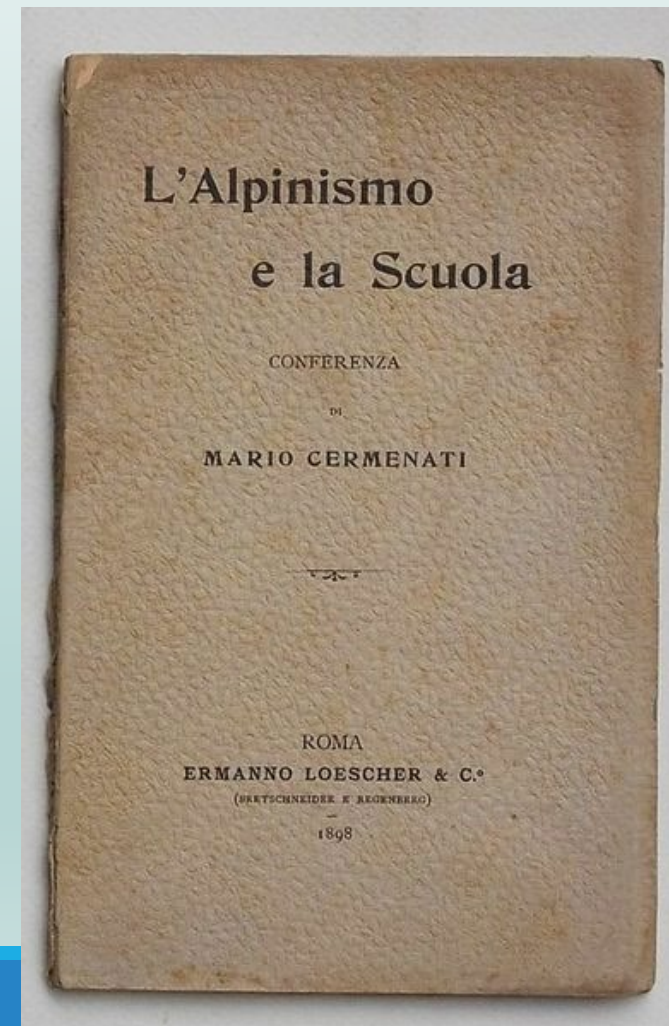 L'Alpinismo
e la Scuola
CONFERENZA
DI
MARIO CERMENATI
ROMA
ERMANNO LOESCHER & C.º
(BRETSCHNEIDER E REGENBERG)
1898